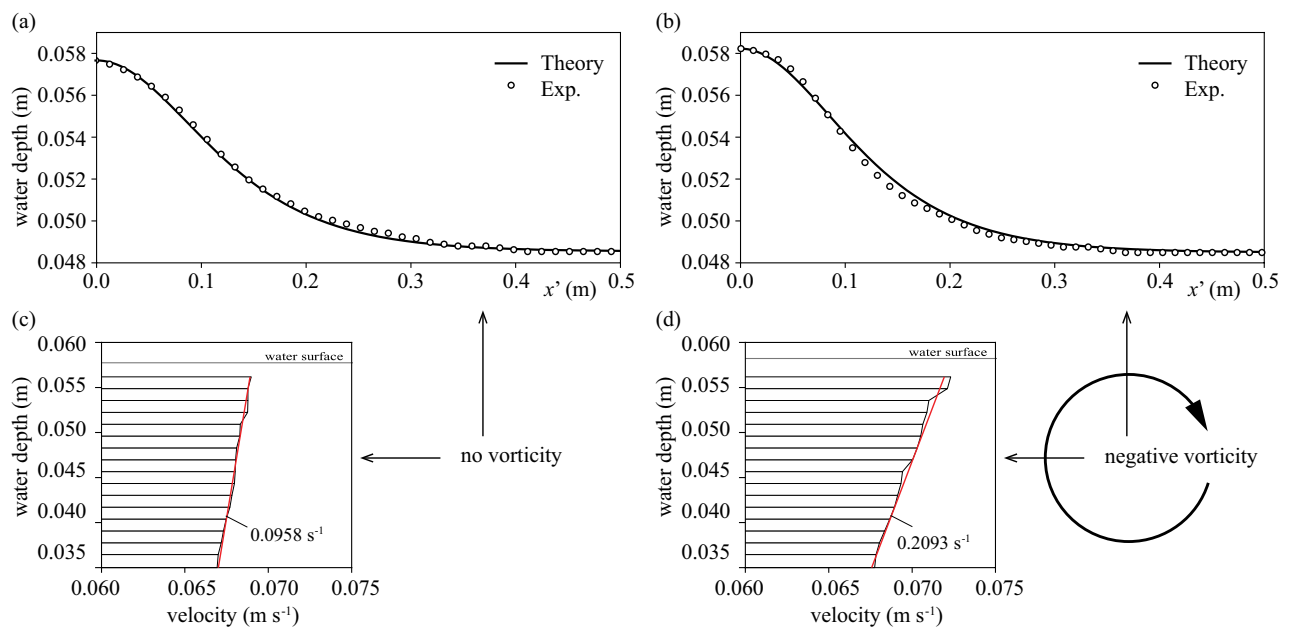 (a)
water depth (m)
0.058
0.056
0.054
0.052
0.050
0.048
0.0 0.1 0.2 0.3 0.4 0.5
x’ (m)
Theory
Exp.
(b)
water depth (m)
0.058
0.056
0.054
0.052
0.050
0.048
0.0 0.1 0.2 0.3 0.4 0.5
x’ (m)
Theory
Exp.
(c)
water depth (m)
0.060
0.055
0.050
0.045
0.040
0.035
0.060 0.065 0.070 0.075
velocity (m s⁻¹)
water surface
0.0958 s⁻¹
no vorticity
(d)
water depth (m)
0.060
0.055
0.050
0.045
0.040
0.035
0.060 0.065 0.070 0.075
velocity (m s⁻¹)
water surface
0.2093 s⁻¹
negative vorticity